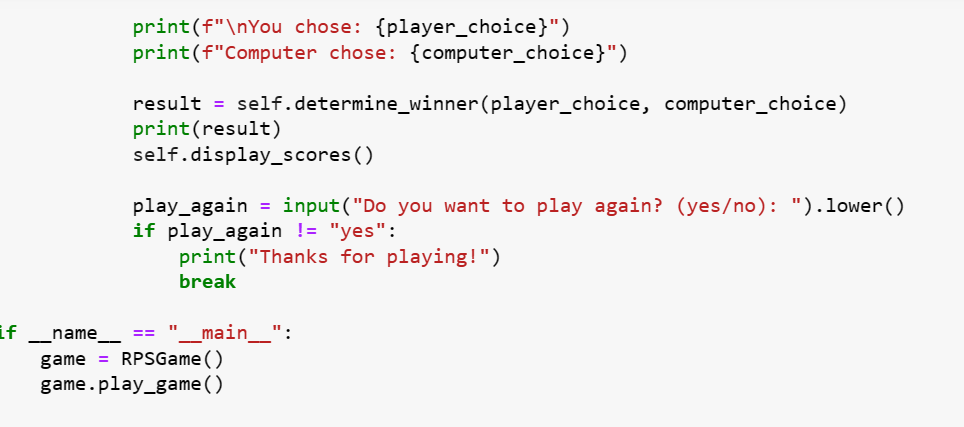 print(f"\nYou chose: {player_choice}")
print(f"Computer chose: {computer_choice}")
result = self.determine_winner(player_choice, computer_choice)
print(result)
self.display_scores()
play_again = input("Do you want to play again? (yes/no): ").lower()
if play_again != "yes":
print("Thanks for playing!")
break
if __name__ == "__main__":
game = RPSGame()
game.play_game()